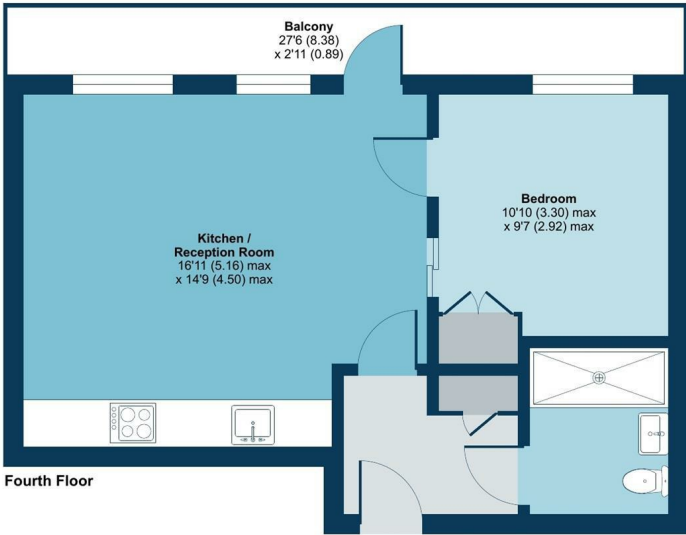 Balcony
27'6 (8.38)
x 2'11 (0.89)
Bedroom
10'10 (3.30) max
x 9'7 (2.92) max
Kitchen /
Reception Room
16'11 (5.16) max
x 14'9 (4.50) max
Fourth Floor